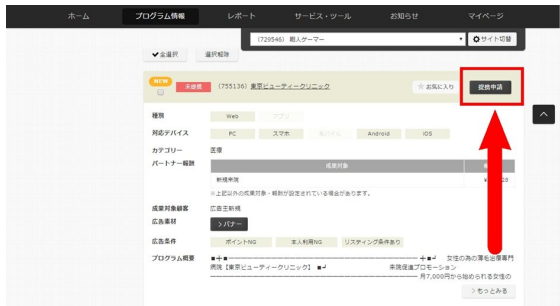 ホーム
プログラム情報
レポート
サービス・ツール
お知らせ
マイページ
(729546) 暇人ゲーマー
サイト切替
全選択
選択解除
NEW
未提携
(755136) 東京ビューティークリニック
お気に入り
提携申請
種類
Web
アプリ
対応デバイス
PC
スマホ
モバイル
Android
iOS
カテゴリー
医療
パートナー報酬
成果対象
新規来院
※上記以外の成果対象・報酬が設定されている場合があります。
成果対象顧客
広告主新規
広告素材
>バナー
広告条件
ポイントNG
本人利用NG
リスティング条件あり
プログラム概要
女性の為の薄毛治療専門
病院【東京ビューティークリニック】
来院促進プロモーション
月7,000円から始められる女性の
>もっとみる